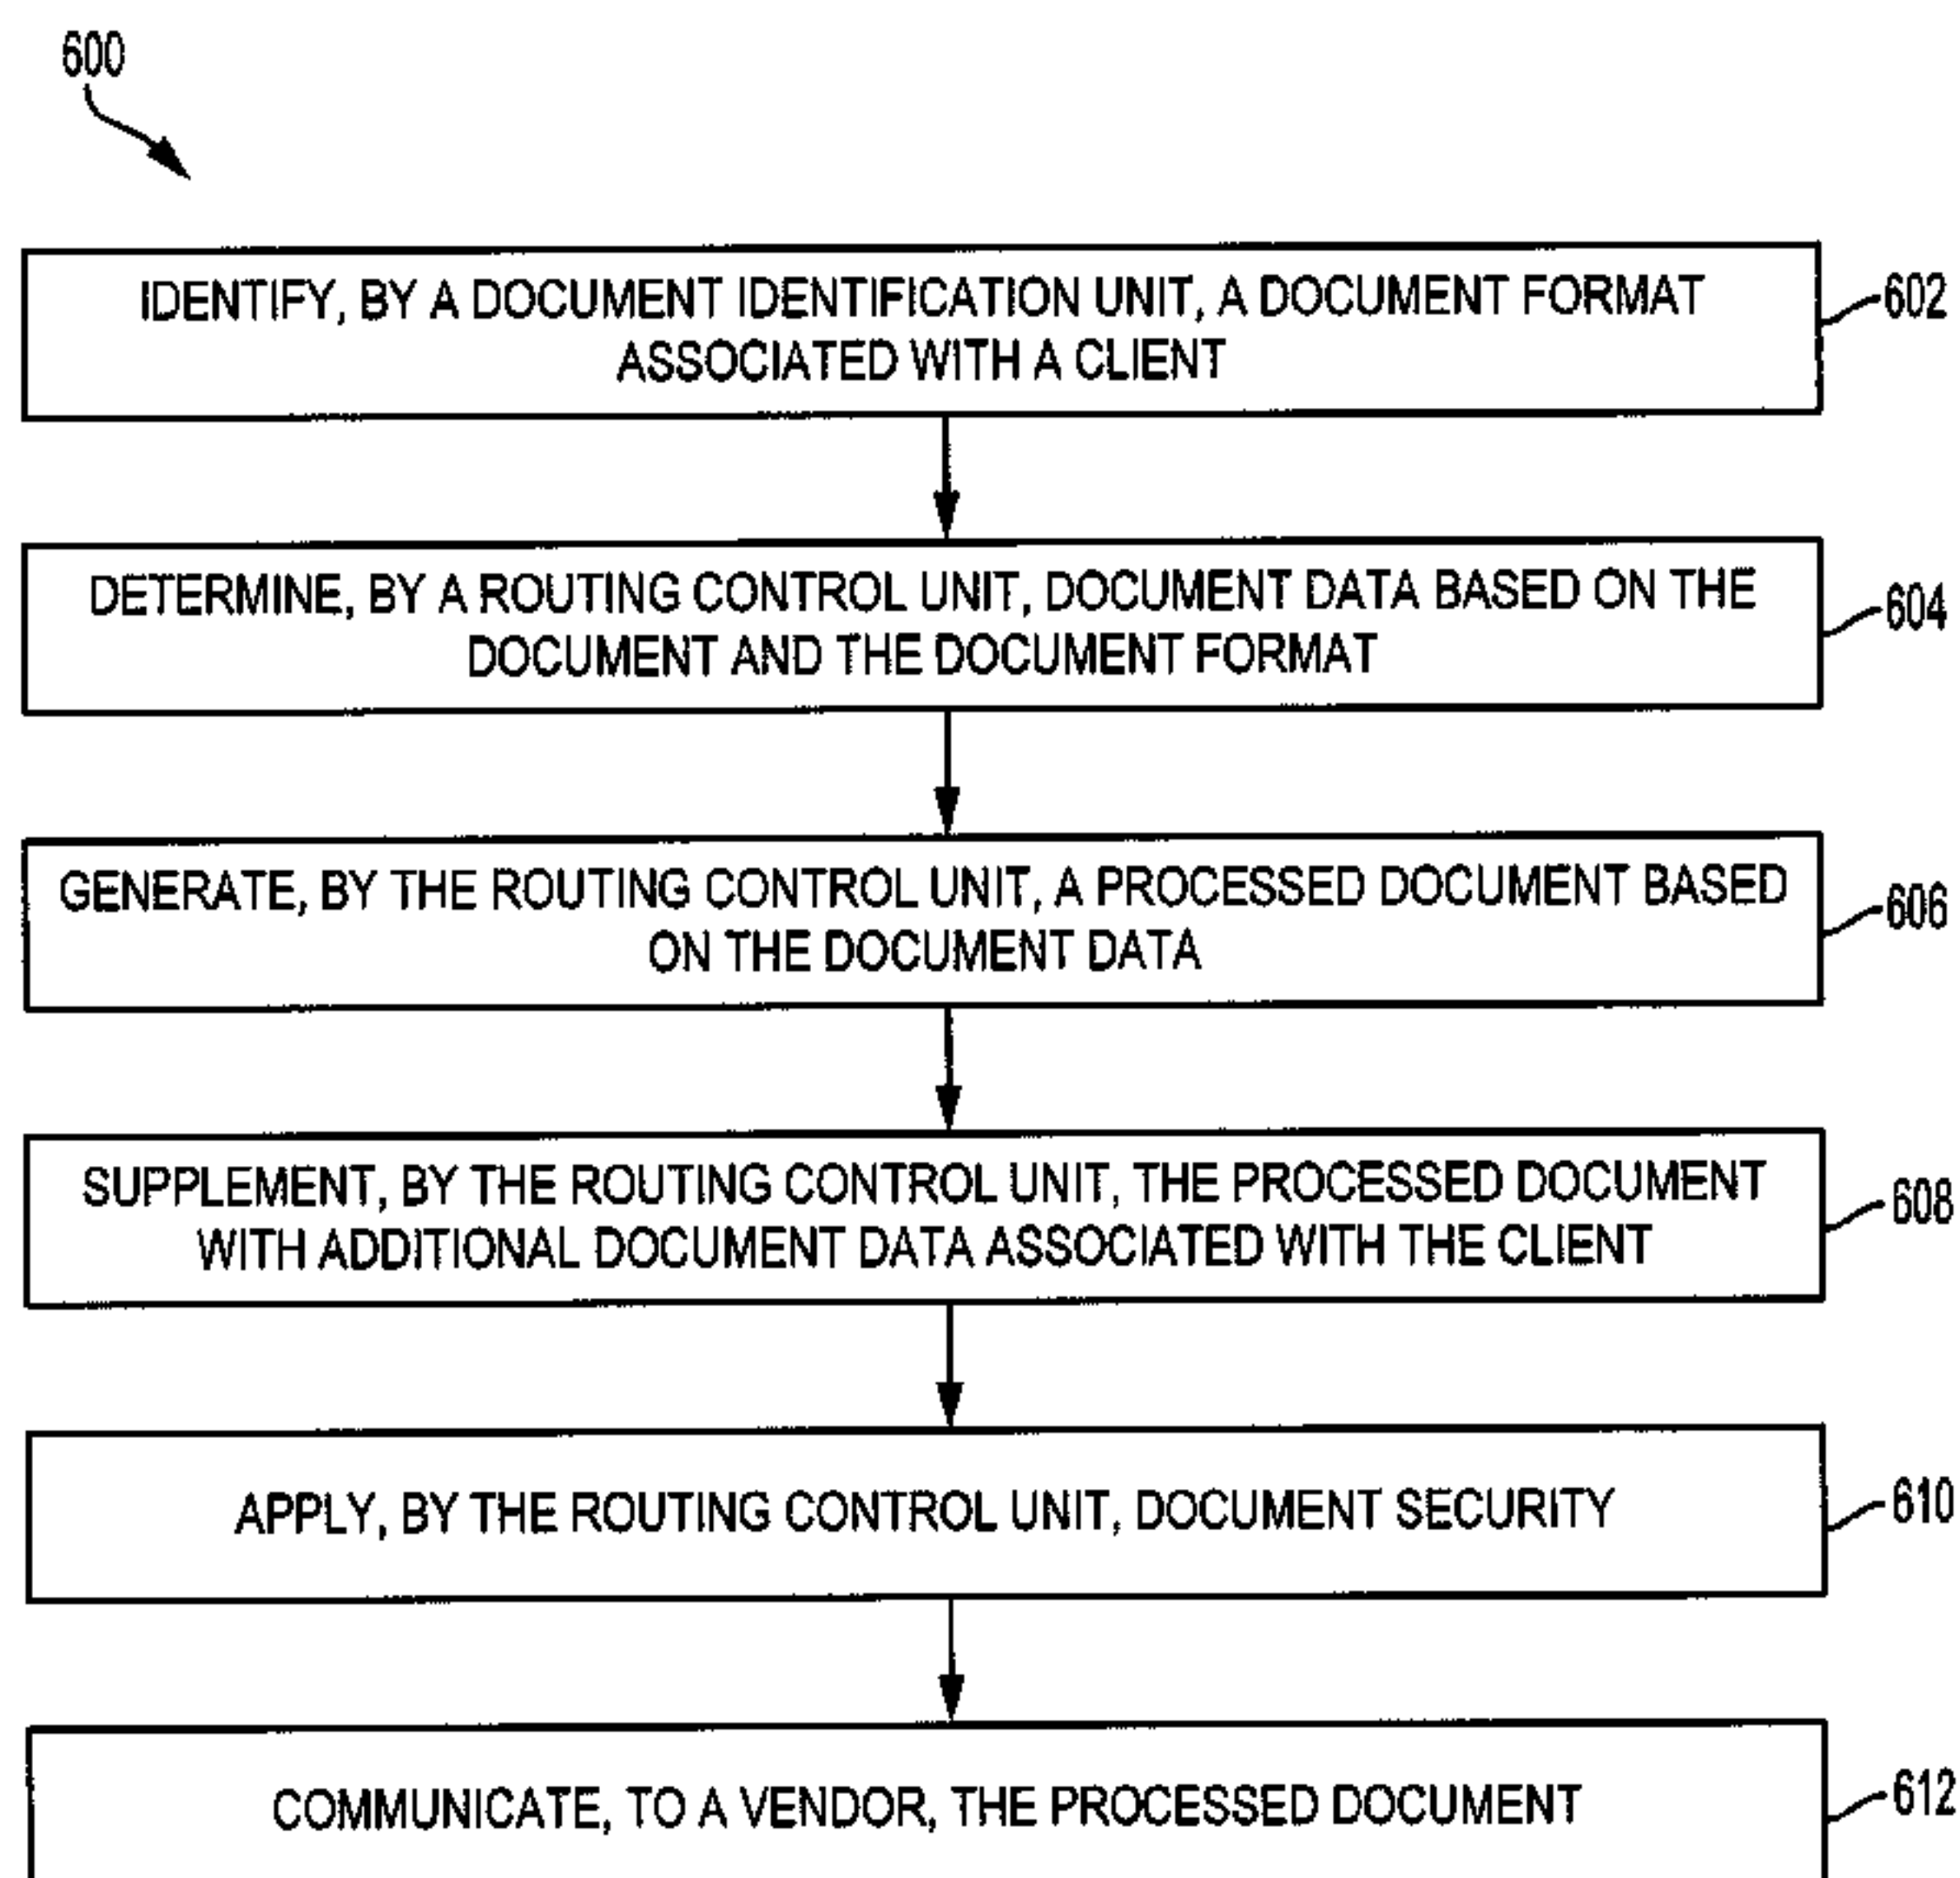 600
IDENTIFY, BY A DOCUMENT IDENTIFICATION UNIT, A DOCUMENT FORMAT
ASSOCIATED WITH A CLIENT
602
DETERMINE, BY A ROUTING CONTROL UNIT, DOCUMENT DATA BASED ON THE
DOCUMENT AND THE DOCUMENT FORMAT
604
GENERATE, BY THE ROUTING CONTROL UNIT, A PROCESSED DOCUMENT BASED
ON THE DOCUMENT DATA
606
SUPPLEMENT, BY THE ROUTING CONTROL UNIT, THE PROCESSED DOCUMENT
WITH ADDITIONAL DOCUMENT DATA ASSOCIATED WITH THE CLIENT
608
APPLY, BY THE ROUTING CONTROL UNIT, DOCUMENT SECURITY
610
COMMUNICATE, TO A VENDOR, THE PROCESSED DOCUMENT
612